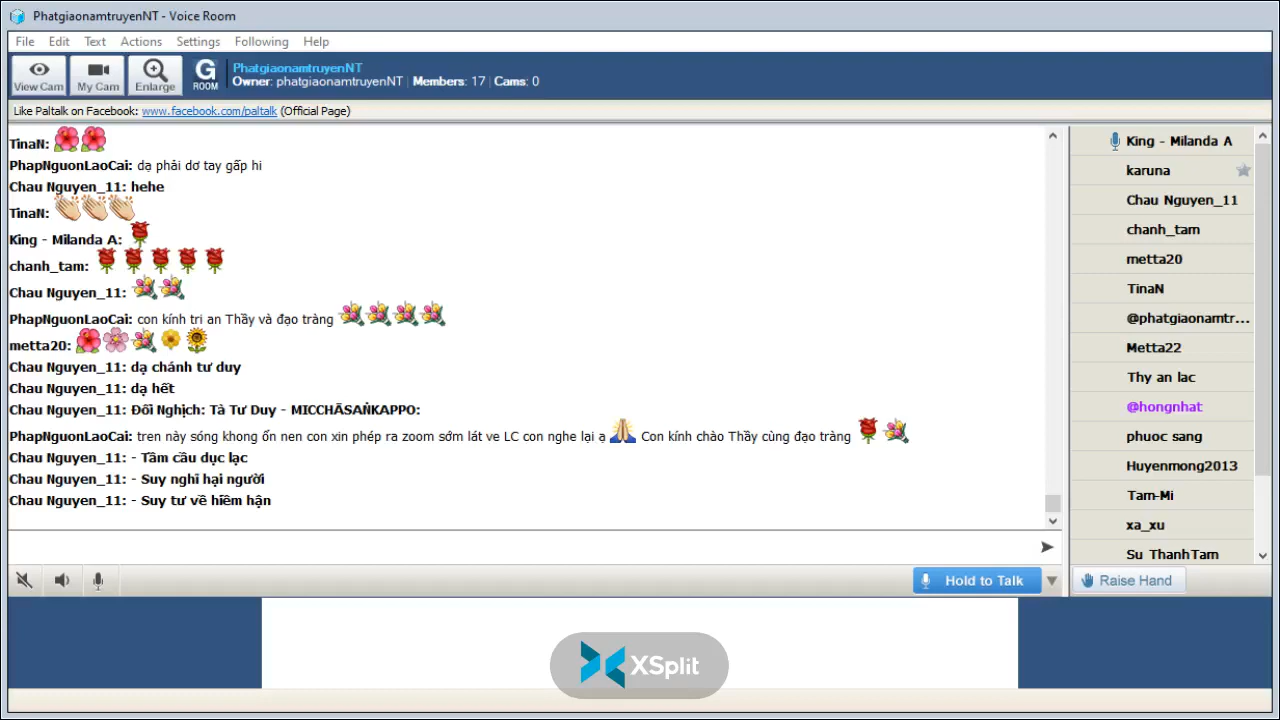 PhatgiaonamtruyenNT - Voice Room
File Edit Text Actions Settings Following Help
View Cam
My Cam
Enlarge
G ROOM
PhatgiaonamtruyenNT
Owner: phatgiaonamtruyenNT | Members: 17 | Cams: 0
Like Paltalk on Facebook: www.facebook.com/paltalk (Official Page)
TinaN:
PhapNguonLaoCai: dạ phải dơ tay gấp hi
Chau Nguyen_11: hehe
TinaN:
King - Milanda A:
chanh_tam:
Chau Nguyen_11:
PhapNguonLaoCai: con kính tri an Thầy và đạo tràng
metta20:
Chau Nguyen_11: dạ chánh tư duy
Chau Nguyen_11: dạ hết
Chau Nguyen_11: Đối Nghịch: Tà Tư Duy - MICCHĀSAṄKAPPO:
PhapNguonLaoCai: tren này sóng khong ổn nen con xin phép ra zoom sớm lát ve LC con nghe lại ạ Con kính chào Thầy cùng đạo tràng
Chau Nguyen_11: - Tầm cầu dục lạc
Chau Nguyen_11: - Suy nghĩ hại người
Chau Nguyen_11: - Suy tư về hiềm hận
King - Milanda A
karuna
Chau Nguyen_11
chanh_tam
metta20
TinaN
@phatgiaonamtr...
Metta22
Thy an lac
@hongnhat
phuoc sang
Huyenmong2013
Tam-Mi
xa_xu
Su ThanhTam
Hold to Talk
Raise Hand
XSplit